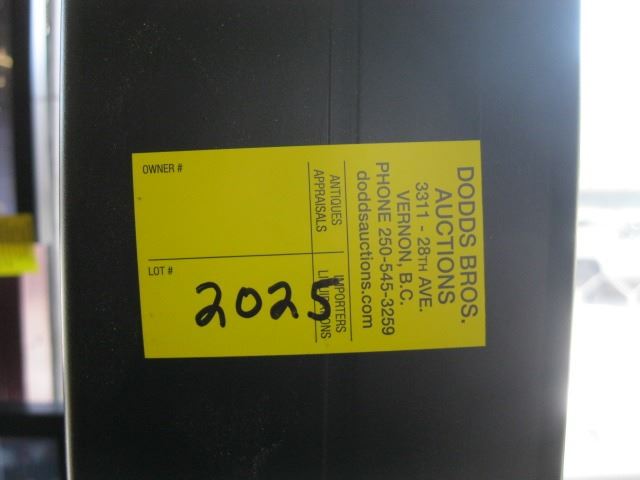 DODDS BROS.
AUCTIONS
3311 - 28TH AVE.
VERNON, B.C.
PHONE 250-545-3259
doddsauctions.com
ANTIQUES IMPORTERS
APPRAISALS
OWNER #
LOT #
2025